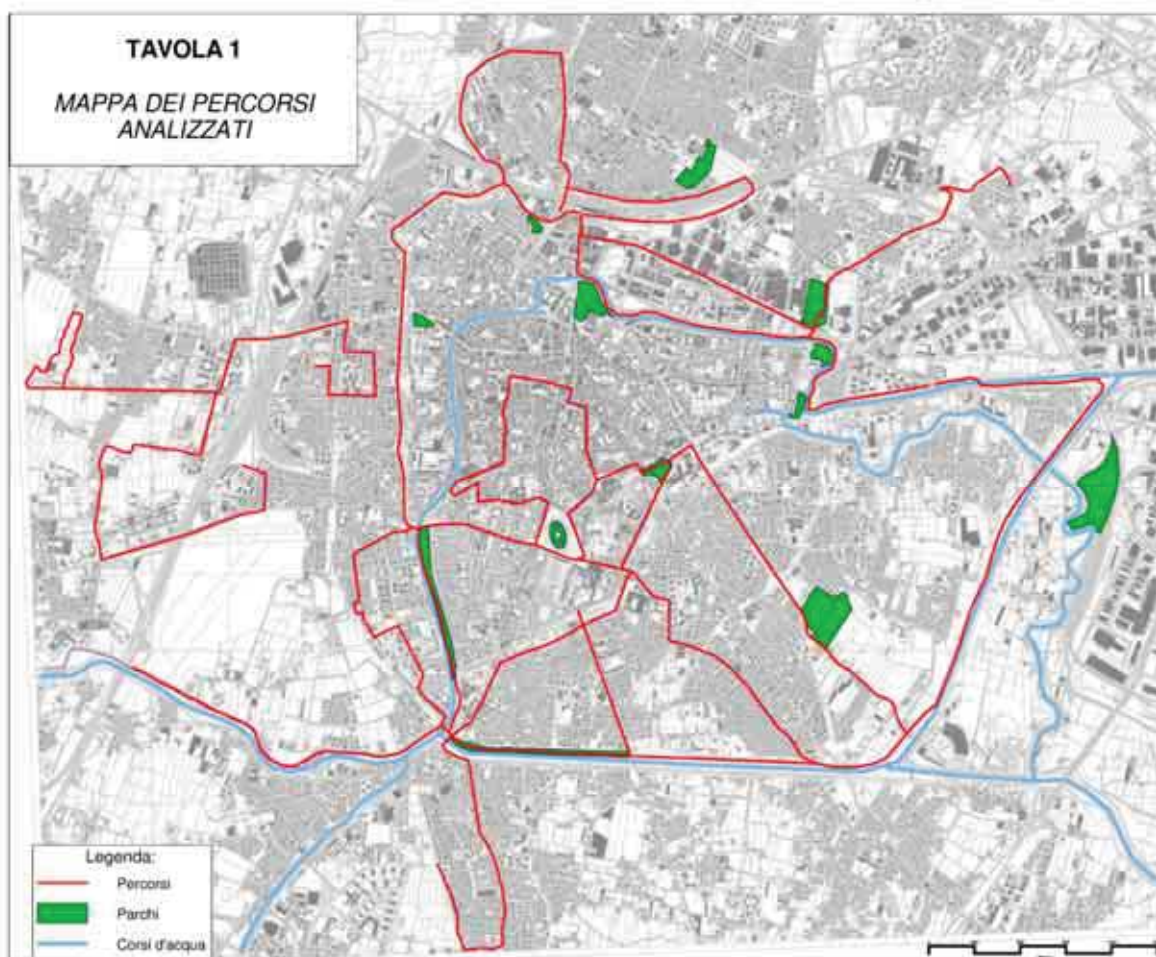 TAVOLA 1
MAPPA DEI PERCORSI
ANALIZZATI
Legenda:
Percorsi
Parchi
Corsi d'acqua